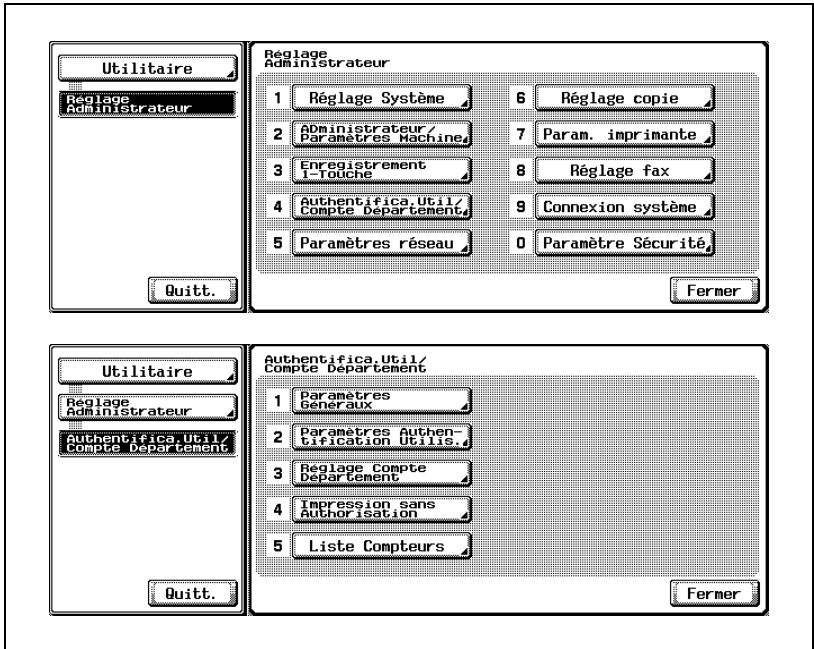 Utilitaire
Réglage
Administrateur
Quitt.
Réglage
Administrateur
1 Réglage Système
2 ADministrateur/
Paramètres Machine
3 Enregistrement
1-Touche
4 Authentifica.Util/
Compte Département
5 Paramètres réseau
6 Réglage copie
7 Param. imprimante
8 Réglage fax
9 Connexion système
0 Paramètre Sécurité
Fermer
Utilitaire
Réglage
Administrateur
Authentifica.Util/
Compte Département
Quitt.
Authentifica.Util/
Compte Département
1 Paramètres
Généraux
2 Paramètres Authen-
tification Utilis.
3 Réglage Compte
Département
4 Impression sans
Authorisation
5 Liste Compteurs
Fermer